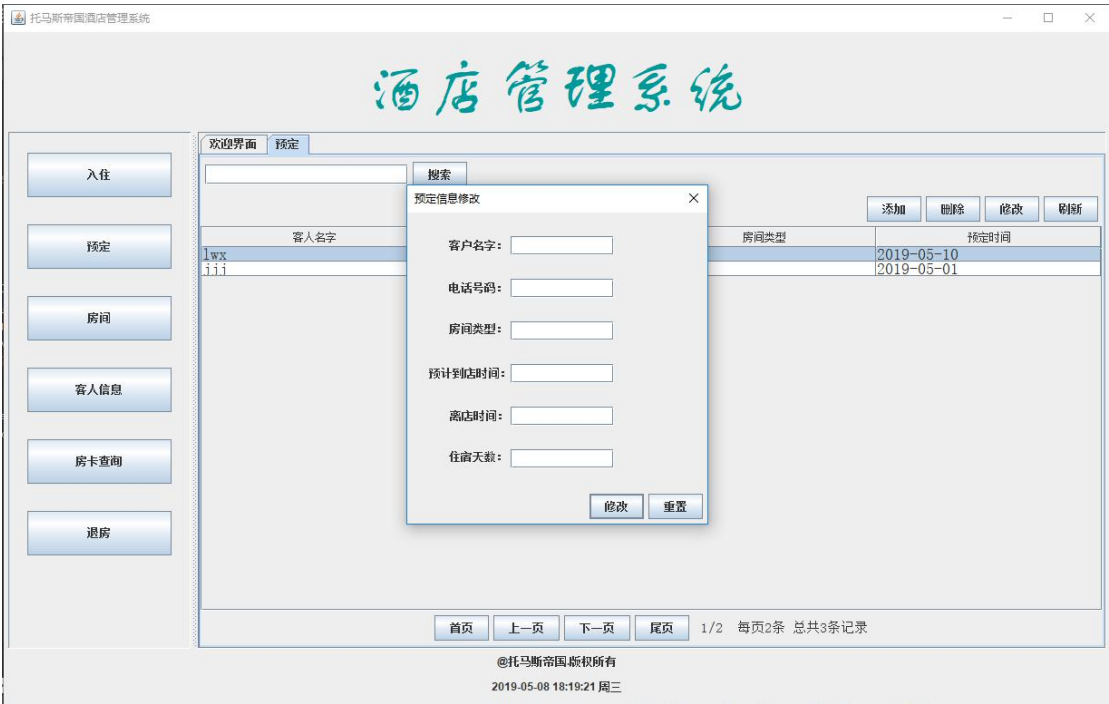 托马斯帝国酒店管理系统
酒店管理系统
欢迎界面 预定
搜索
添加 删除 修改 刷新
客人名字 房间类型 预定时间
lwx 2019-05-10
jjj 2019-05-01
入住
预定
房间
客人信息
房卡查询
退房
预定信息修改
客户名字：
电话号码：
房间类型：
预计到店时间：
离店时间：
住宿天数：
修改 重置
首页 上一页 下一页 尾页 1/2 每页2条 总共3条记录
@托马斯帝国.版权所有
2019-05-08 18:19:21 周三